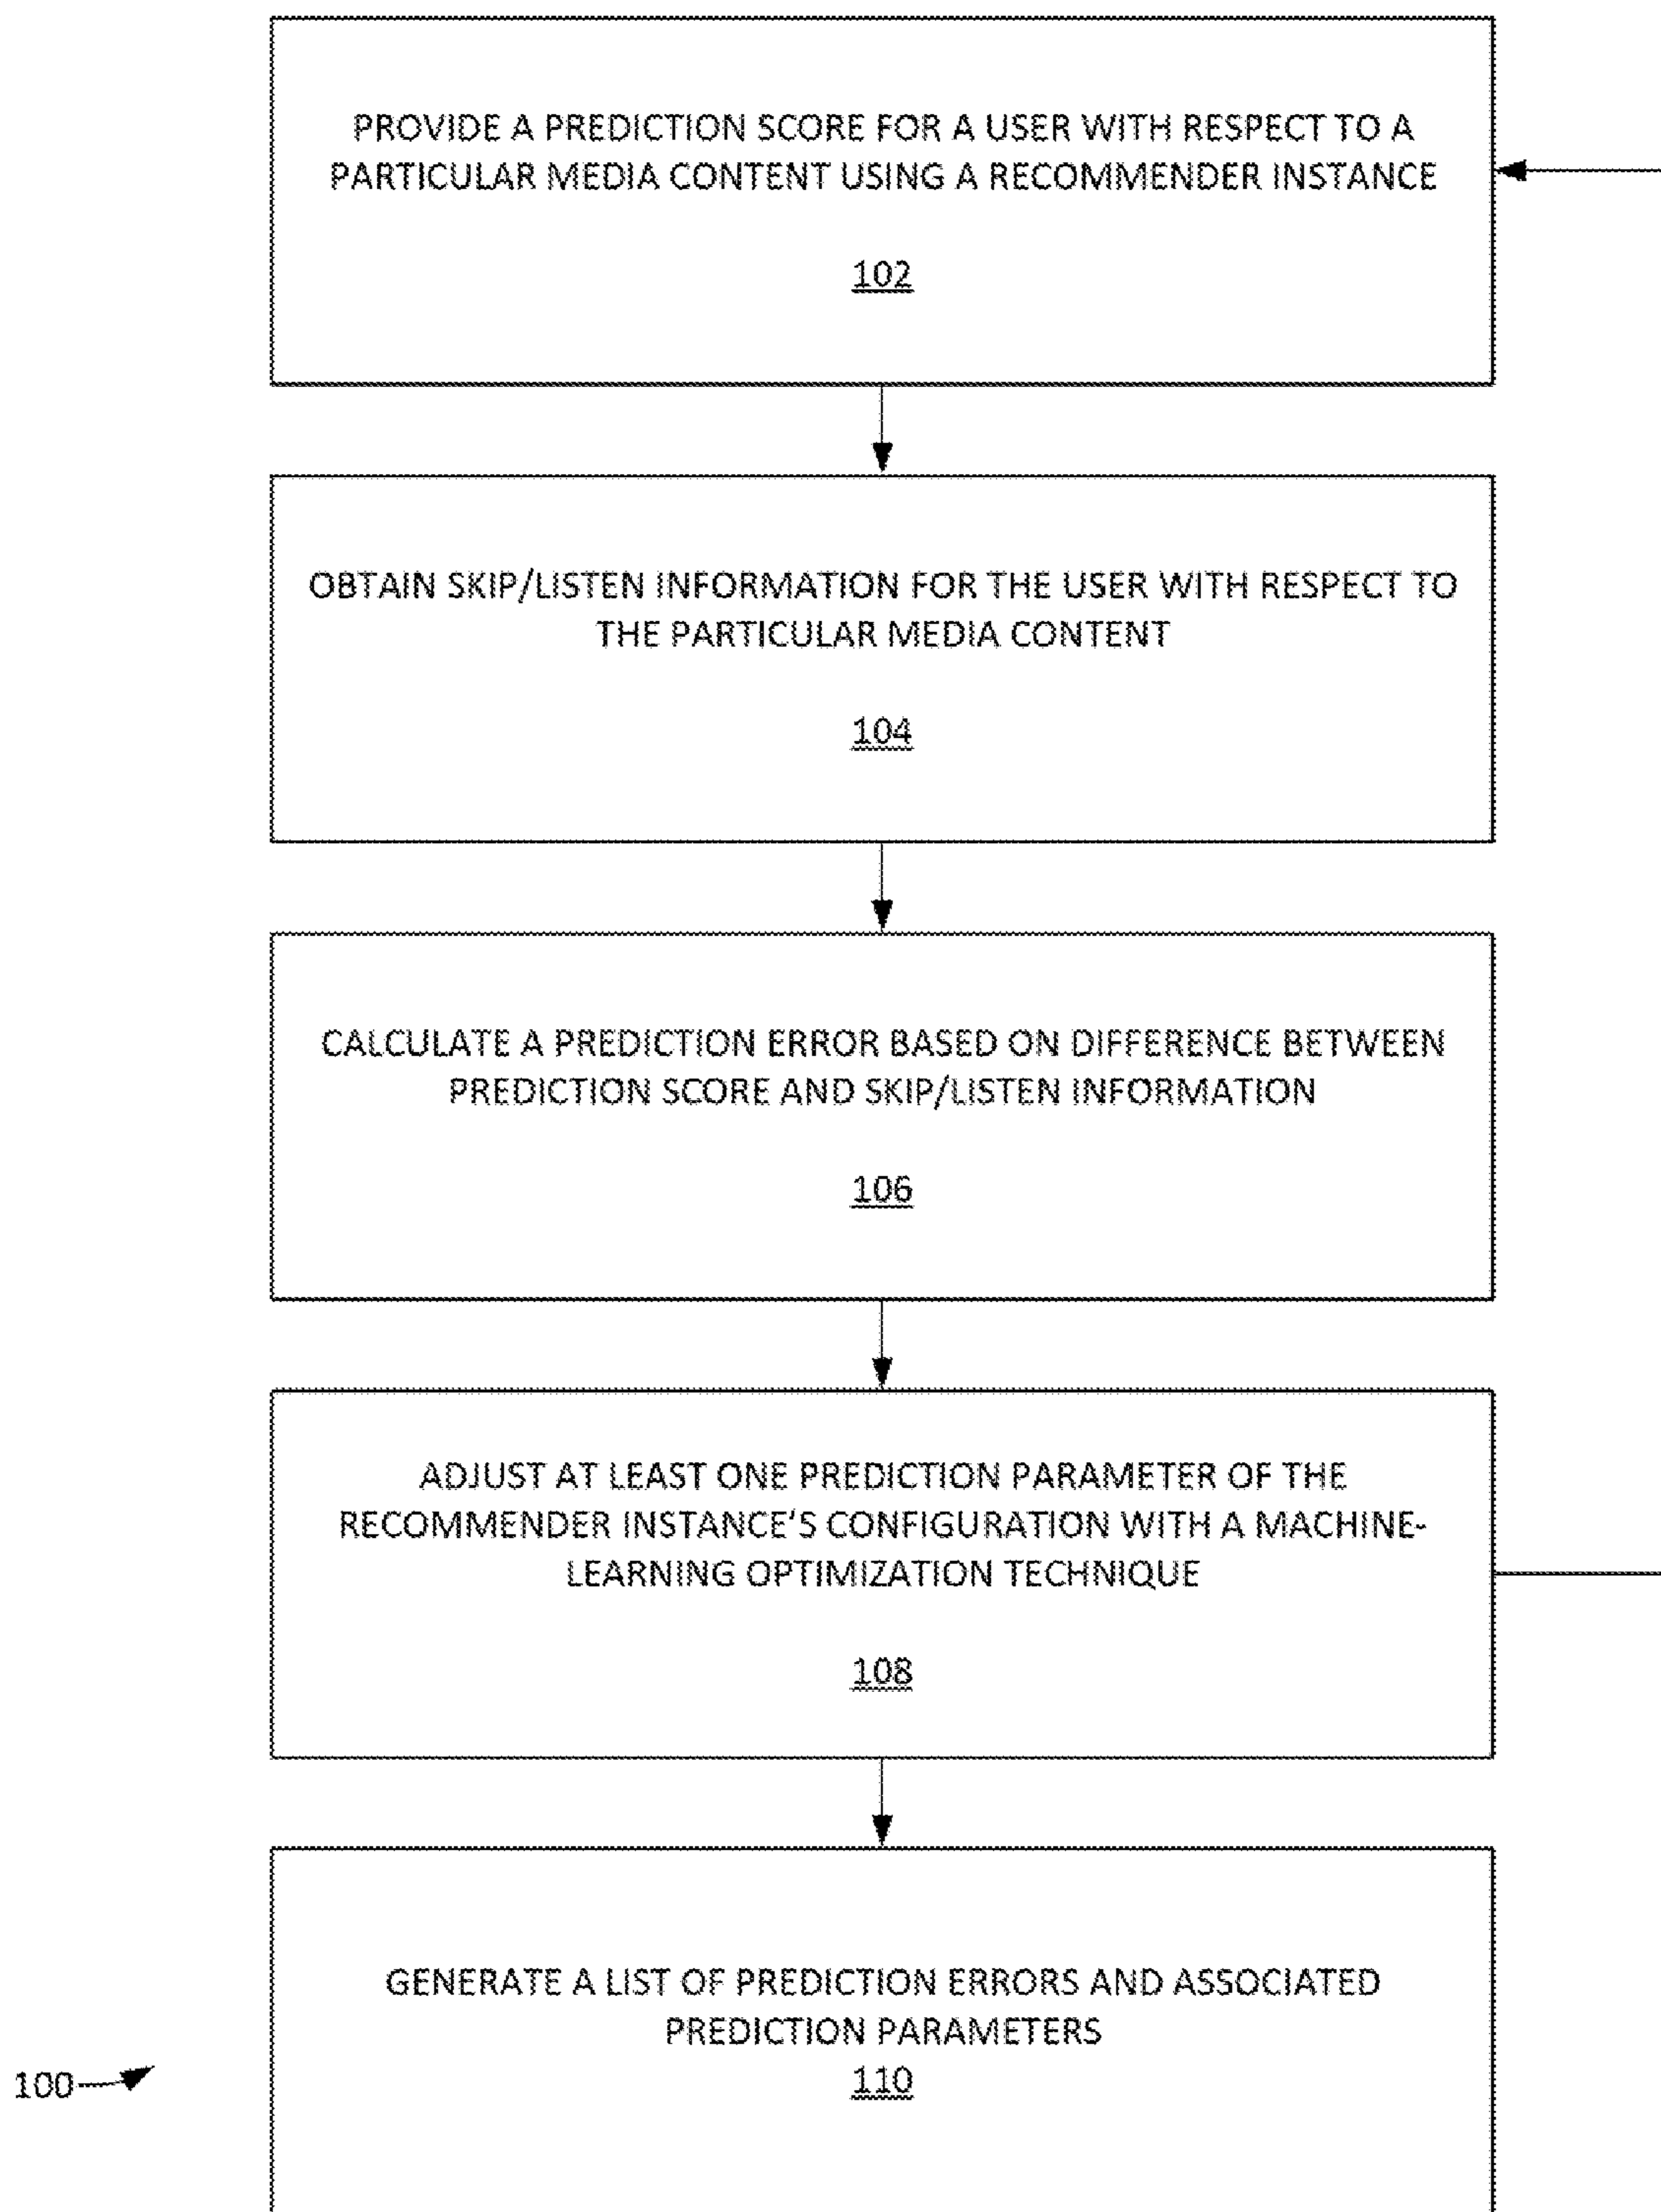 PROVIDE A PREDICTION SCORE FOR A USER WITH RESPECT TO A
PARTICULAR MEDIA CONTENT USING A RECOMMENDER INSTANCE
102
OBTAIN SKIP/LISTEN INFORMATION FOR THE USER WITH RESPECT TO
THE PARTICULAR MEDIA CONTENT
104
CALCULATE A PREDICTION ERROR BASED ON DIFFERENCE BETWEEN
PREDICTION SCORE AND SKIP/LISTEN INFORMATION
106
ADJUST AT LEAST ONE PREDICTION PARAMETER OF THE
RECOMMENDER INSTANCE'S CONFIGURATION WITH A MACHINE-
LEARNING OPTIMIZATION TECHNIQUE
108
GENERATE A LIST OF PREDICTION ERRORS AND ASSOCIATED
PREDICTION PARAMETERS
110
100